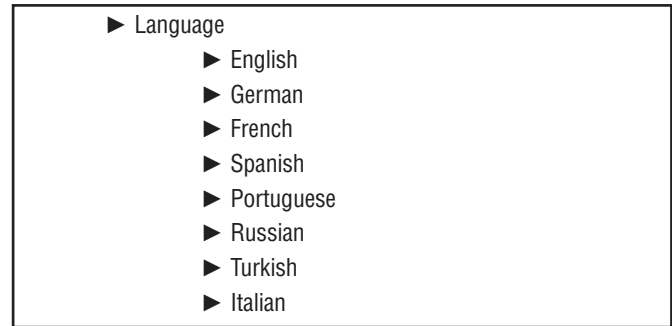 ► Language
► English
► German
► French
► Spanish
► Portuguese
► Russian
► Turkish
► Italian